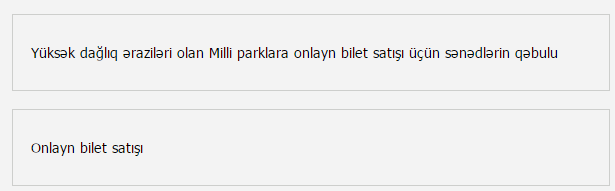 Yüksək dağlıq əraziləri olan Milli parklara onlayn bilet satışı üçün sənədlərin qəbulu
Onlayn bilet satışı